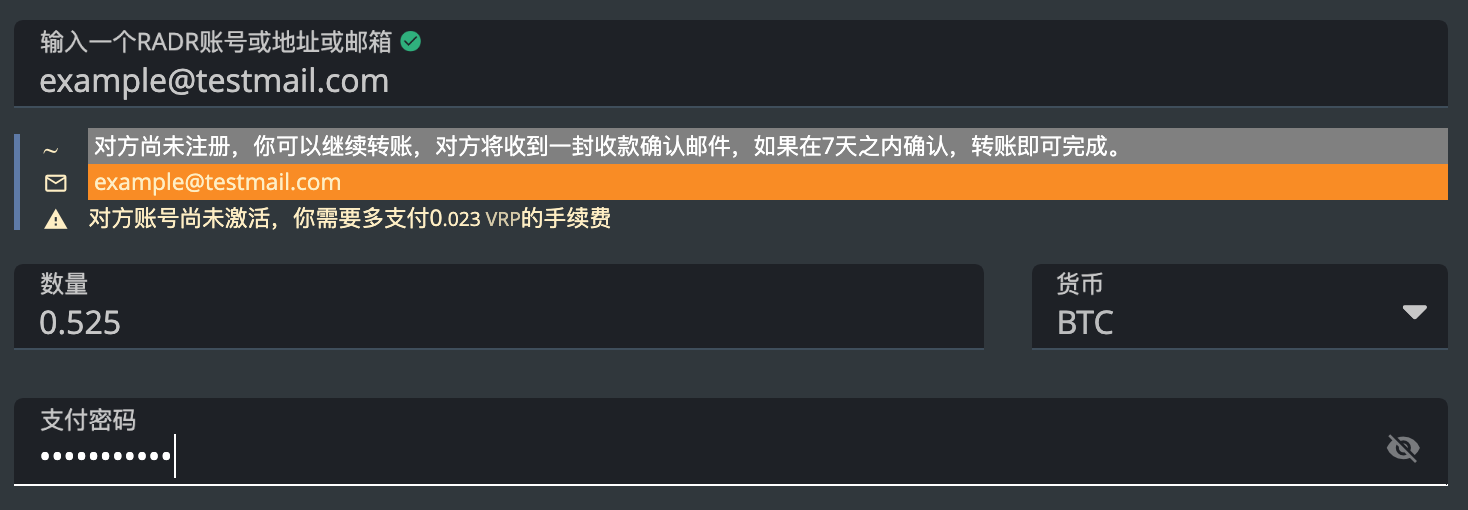 输入一个RADR账号或地址或邮箱
example@testmail.com
~ 对方尚未注册，你可以继续转账，对方将收到一封收款确认邮件，如果在7天之内确认，转账即可完成。
example@testmail.com
对方账号尚未激活，你需要多支付0.023 VRP的手续费
数量
0.525
货币
BTC
支付密码
•••••••••••